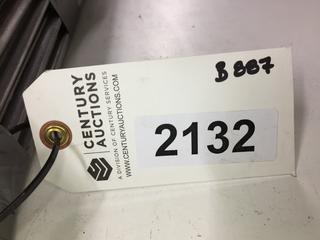 B 887
CENTURY
AUCTIONS
A DIVISION OF CENTURY SERVICES
WWW.CENTURYAUCTIONS.COM
2132